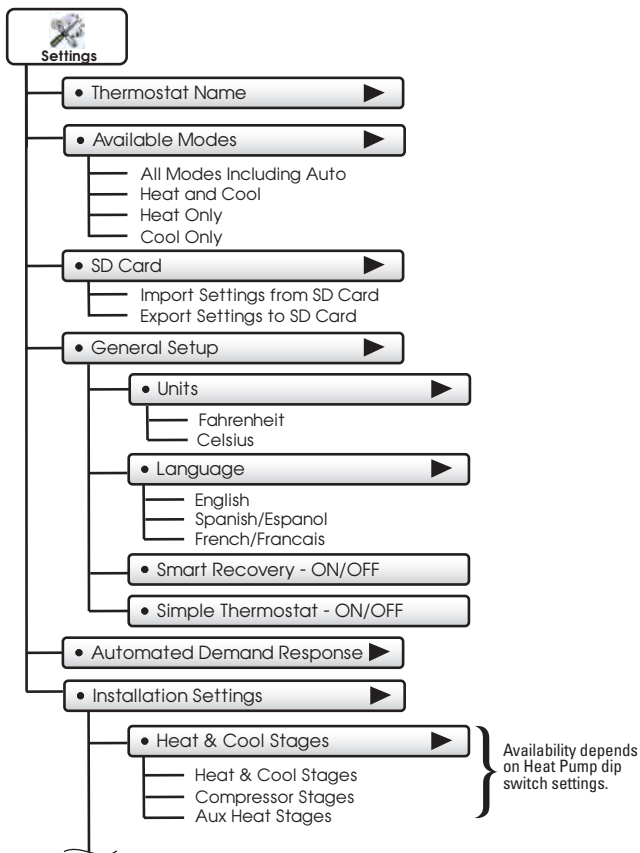 Settings
• Thermostat Name
• Available Modes
All Modes Including Auto
Heat and Cool
Heat Only
Cool Only
• SD Card
Import Settings from SD Card
Export Settings to SD Card
• General Setup
• Units
Fahrenheit
Celsius
• Language
English
Spanish/Espanol
French/Francais
• Smart Recovery - ON/OFF
• Simple Thermostat - ON/OFF
• Automated Demand Response
• Installation Settings
• Heat & Cool Stages
Heat & Cool Stages
Compressor Stages
Aux Heat Stages
Availability depends
on Heat Pump dip
switch settings.